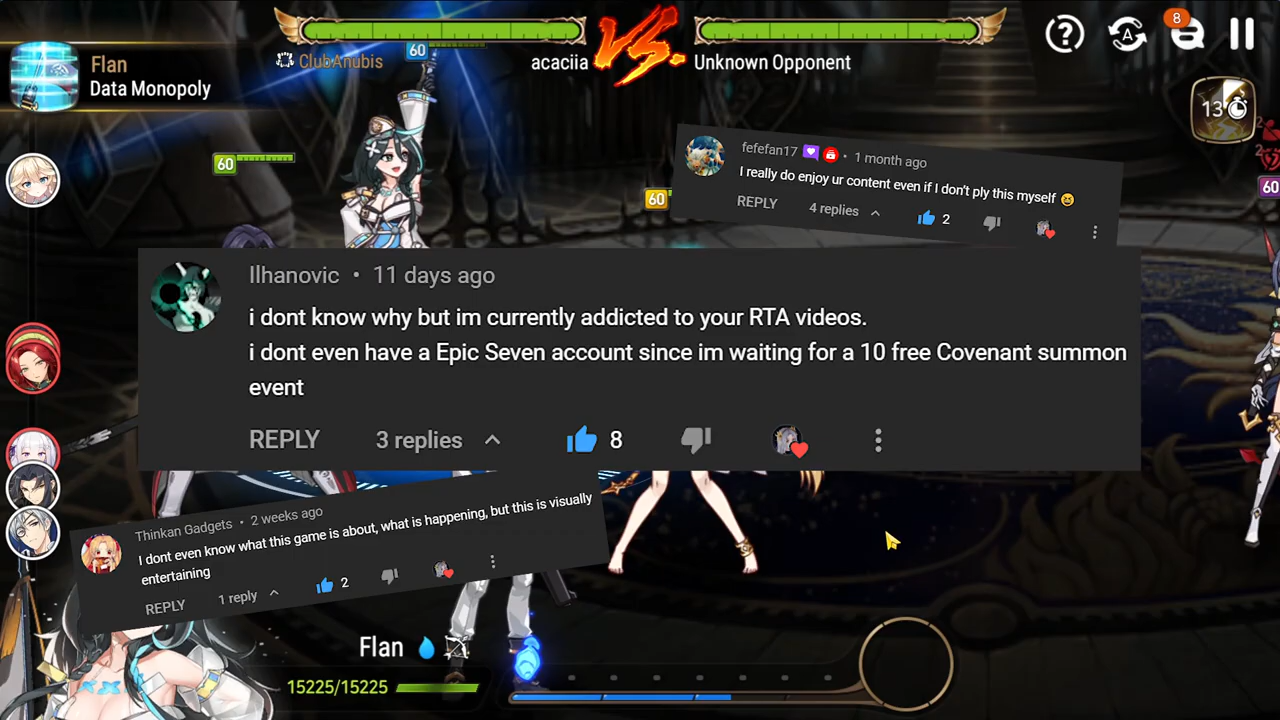 Flan
Data Monopoly
ClubAnubis
60
acaciia
VS.
Unknown Opponent
A
8
13
60
60
60
fefefan17 • 1 month ago
I really do enjoy ur content even if I don't ply this myself 😆
REPLY 4 replies 2
Ilhanovic • 11 days ago
i dont know why but im currently addicted to your RTA videos.
i dont even have a Epic Seven account since im waiting for a 10 free Covenant summon
event
REPLY 3 replies 8
Thinkan Gadgets • 2 weeks ago
I dont even know what this game is about, what is happening, but this is visually
entertaining
REPLY 1 reply 2
Flan
15225/15225